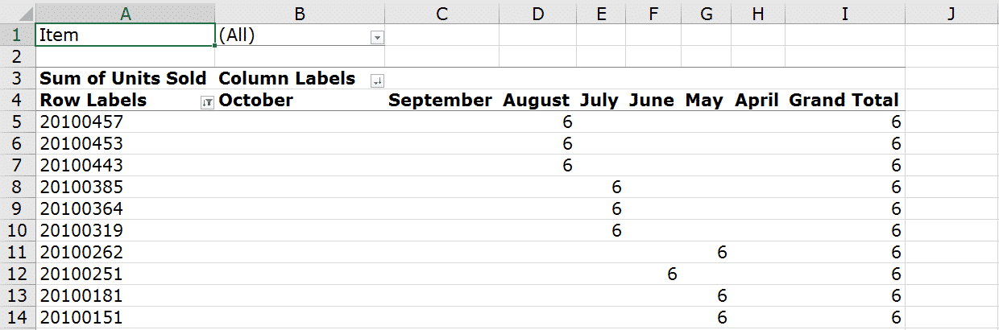 A B C D E F G H I J
1 Item (All)
2
3 Sum of Units Sold Column Labels
4 Row Labels October September August July June May April Grand Total
5 20100457 6 6
6 20100453 6 6
7 20100443 6 6
8 20100385 6 6
9 20100364 6 6
10 20100319 6 6
11 20100262 6 6
12 20100251 6 6
13 20100181 6 6
14 20100151 6 6